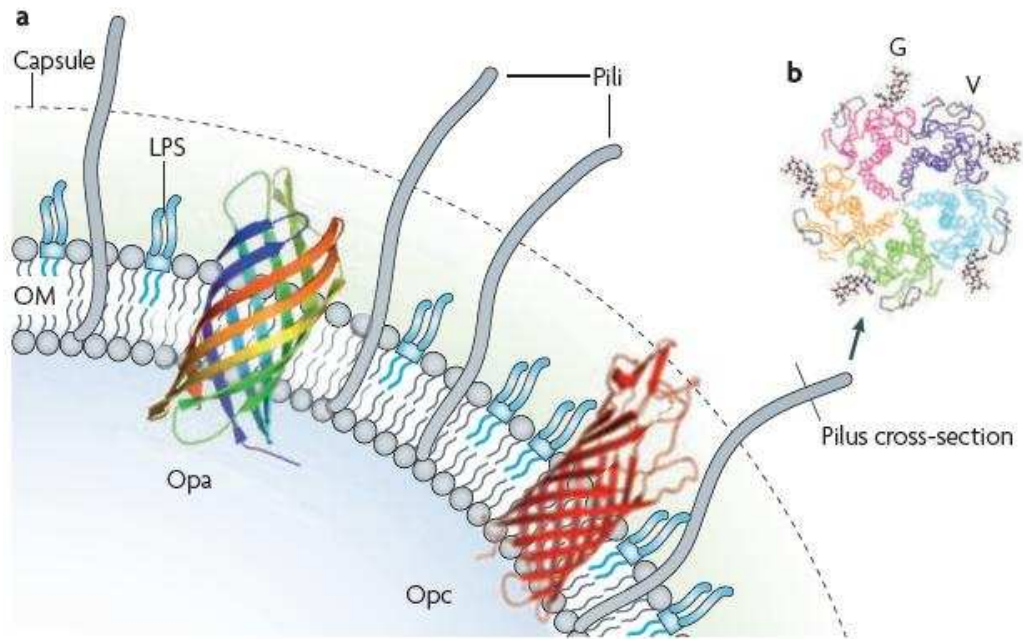 a
Capsule
LPS
Pili
b
G
V
OM
Opa
Opc
Pilus cross-section